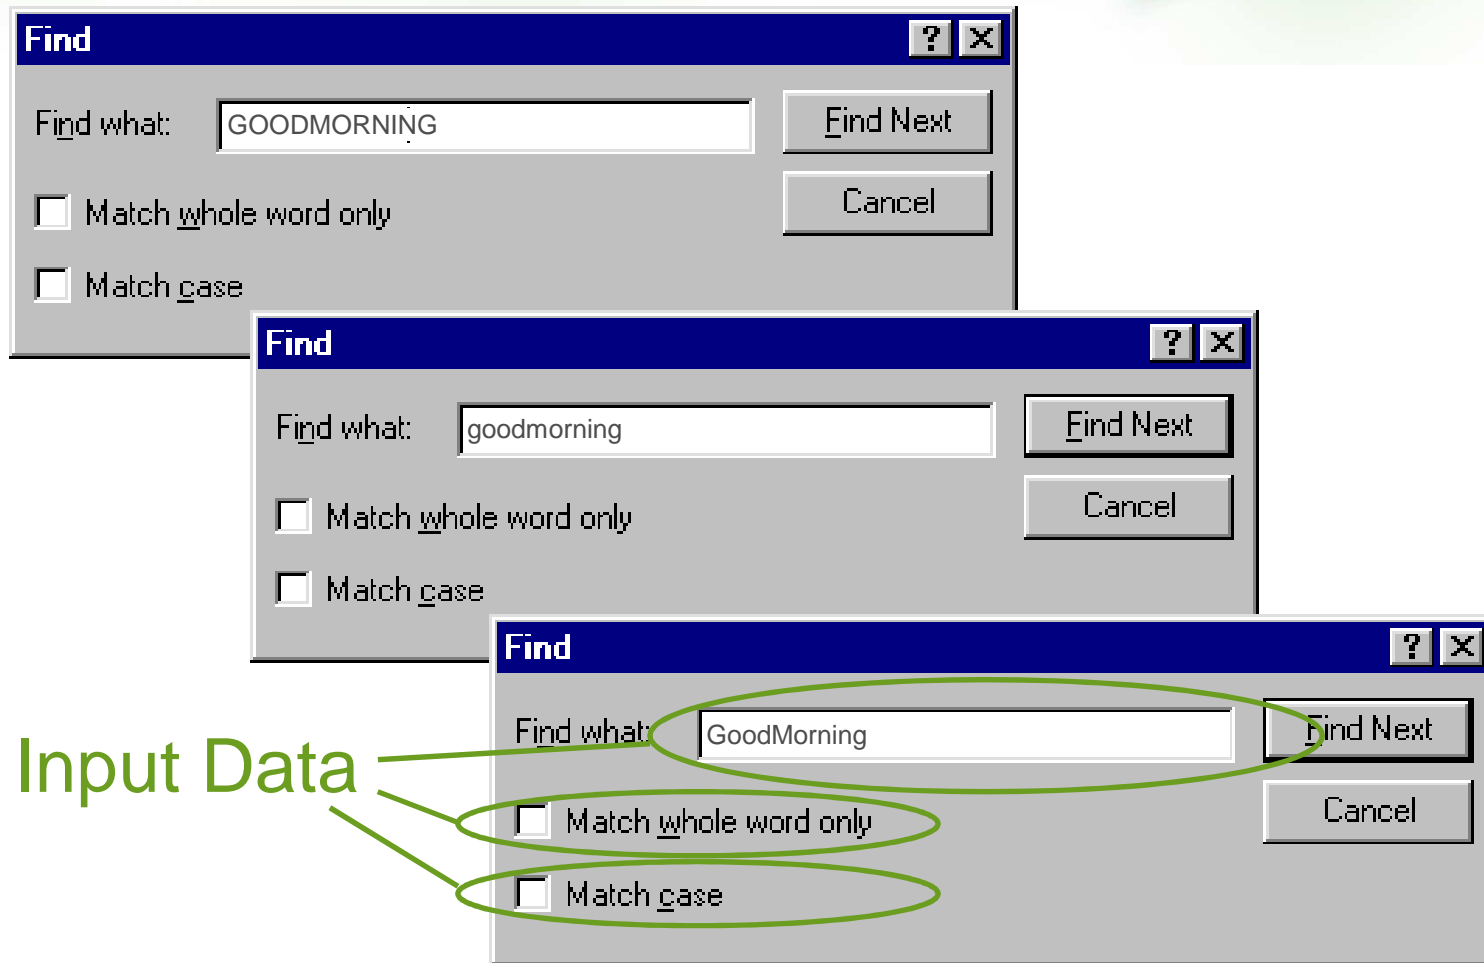 Find
Find what: GOODMORNING Find Next
Match whole word only Cancel
Match case
Find
Find what: goodmorning Find Next
Match whole word only Cancel
Match case
Find
Find what: GoodMorning Find Next
Input Data
Match whole word only Cancel
Match case